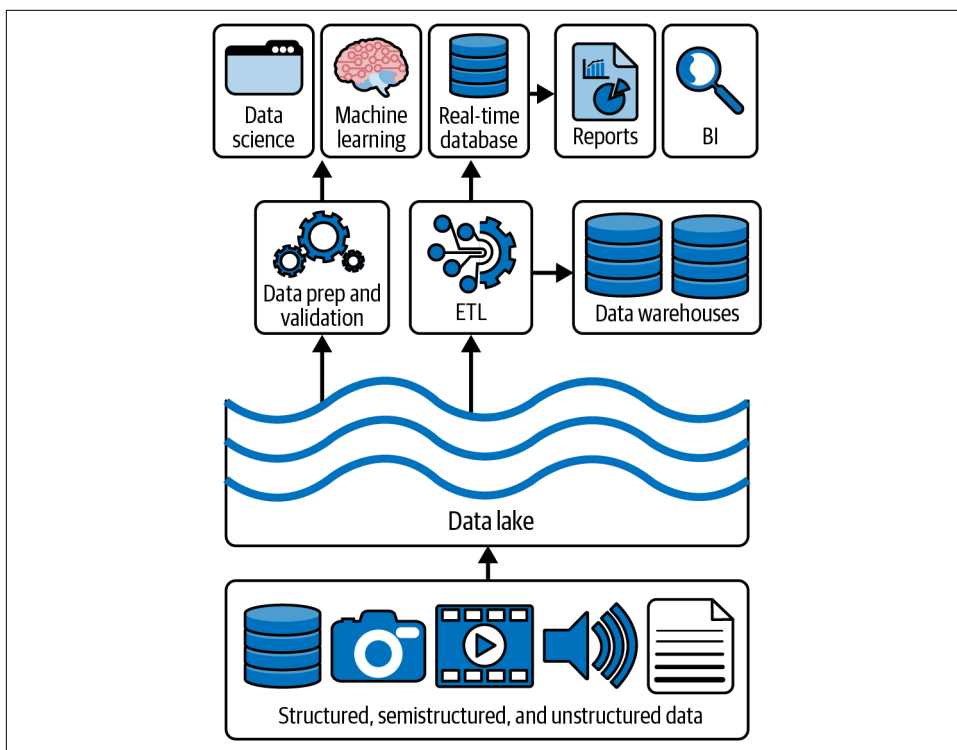 Data
science
Machine
learning
Real-time
database
Reports
BI
Data prep and
validation
ETL
Data warehouses
Data lake
Structured, semistructured, and unstructured data